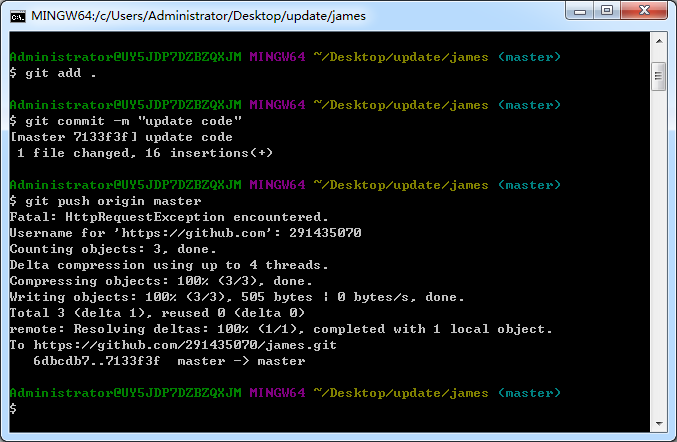 MINGW64:/c/Users/Administrator/Desktop/update/james
Administrator@UY5JDP7DZBZQXJM MINGW64 ~/Desktop/update/james (master)
$ git add .
Administrator@UY5JDP7DZBZQXJM MINGW64 ~/Desktop/update/james (master)
$ git commit -m "update code"
[master 7133f3f] update code
1 file changed, 16 insertions(+)
Administrator@UY5JDP7DZBZQXJM MINGW64 ~/Desktop/update/james (master)
$ git push origin master
Fatal: HttpRequestException encountered.
Username for 'https://github.com': 291435070
Counting objects: 3, done.
Delta compression using up to 4 threads.
Compressing objects: 100% (3/3), done.
Writing objects: 100% (3/3), 505 bytes | 0 bytes/s, done.
Total 3 (delta 1), reused 0 (delta 0)
remote: Resolving deltas: 100% (1/1), completed with 1 local object.
To https://github.com/291435070/james.git
6dbcdb7..7133f3f  master -> master
Administrator@UY5JDP7DZBZQXJM MINGW64 ~/Desktop/update/james (master)
$